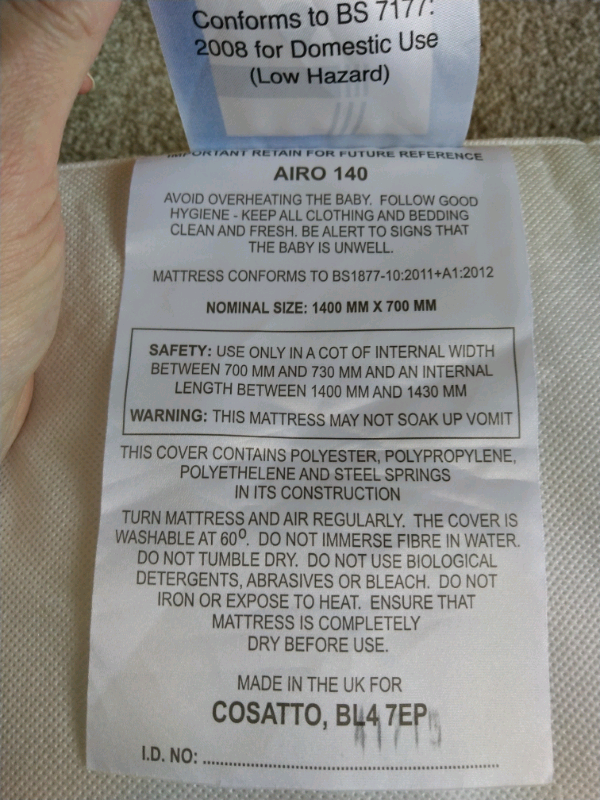 Conforms to BS 7177:
2008 for Domestic Use
(Low Hazard)
IMPORTANT RETAIN FOR FUTURE REFERENCE
AIRO 140
AVOID OVERHEATING THE BABY. FOLLOW GOOD
HYGIENE - KEEP ALL CLOTHING AND BEDDING
CLEAN AND FRESH. BE ALERT TO SIGNS THAT
THE BABY IS UNWELL.
MATTRESS CONFORMS TO BS1877-10:2011+A1:2012
NOMINAL SIZE: 1400 MM X 700 MM
SAFETY: USE ONLY IN A COT OF INTERNAL WIDTH
BETWEEN 700 MM AND 730 MM AND AN INTERNAL
LENGTH BETWEEN 1400 MM AND 1430 MM
WARNING: THIS MATTRESS MAY NOT SOAK UP VOMIT
THIS COVER CONTAINS POLYESTER, POLYPROPYLENE,
POLYETHELENE AND STEEL SPRINGS
IN ITS CONSTRUCTION
TURN MATTRESS AND AIR REGULARLY. THE COVER IS
WASHABLE AT 60⁰. DO NOT IMMERSE FIBRE IN WATER.
DO NOT TUMBLE DRY. DO NOT USE BIOLOGICAL
DETERGENTS, ABRASIVES OR BLEACH. DO NOT
IRON OR EXPOSE TO HEAT. ENSURE THAT
MATTRESS IS COMPLETELY
DRY BEFORE USE.
MADE IN THE UK FOR
COSATTO, BL4 7EP
I.D. NO: